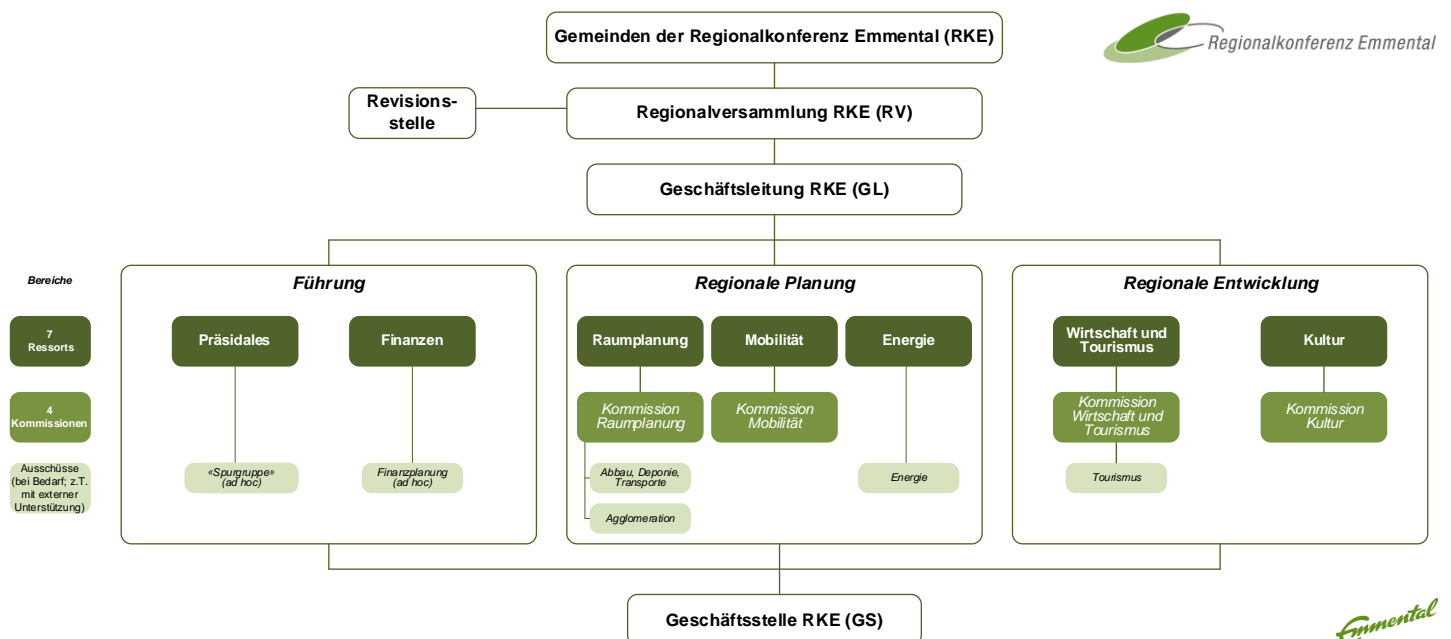 Gemeinden der Regionalkonferenz Emmental (RKE)
Regionalkonferenz Emmental
Revisions-
stelle
Regionalversammlung RKE (RV)
Geschäftsleitung RKE (GL)
Bereiche
Führung
Regionale Planung
Regionale Entwicklung
7
Ressorts
Präsidales
Finanzen
Raumplanung
Mobilität
Energie
Wirtschaft und
Tourismus
Kultur
4
Kommissionen
Kommission
Raumplanung
Kommission
Mobilität
Kommission
Wirtschaft und
Tourismus
Kommission
Kultur
Ausschüsse
(bei Bedarf; z.T.
mit externer
Unterstützung)
«Spurgruppe»
(ad hoc)
Finanzplanung
(ad hoc)
Abbau, Deponie,
Transporte
Agglomeration
Energie
Tourismus
Geschäftsstelle RKE (GS)
Emmental